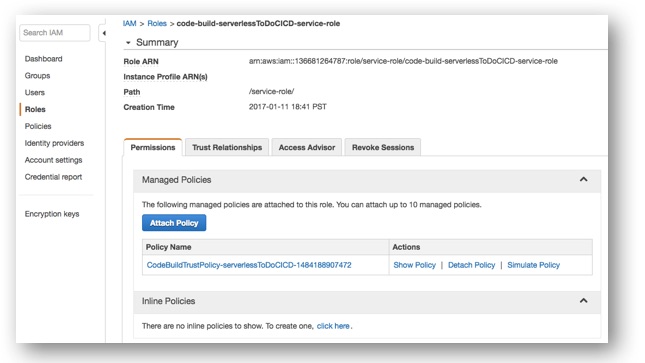 IAM > Roles > code-build-serverlessToDoCICD-service-role
Search IAM
Summary
Dashboard
Groups
Users
Roles
Policies
Identity providers
Account settings
Credential report
Encryption keys
Role ARN arn:aws:iam::136681264787:role/service-role/code-build-serverlessToDoCICD-service-role
Instance Profile ARN(s)
Path /service-role/
Creation Time 2017-01-11 18:41 PST
Permissions Trust Relationships Access Advisor Revoke Sessions
Managed Policies
The following managed policies are attached to this role. You can attach up to 10 managed policies.
Attach Policy
Policy Name Actions
CodeBuildTrustPolicy-serverlessToDoCICD-1484188907472 Show Policy | Detach Policy | Simulate Policy
Inline Policies
There are no inline policies to show. To create one, click here.